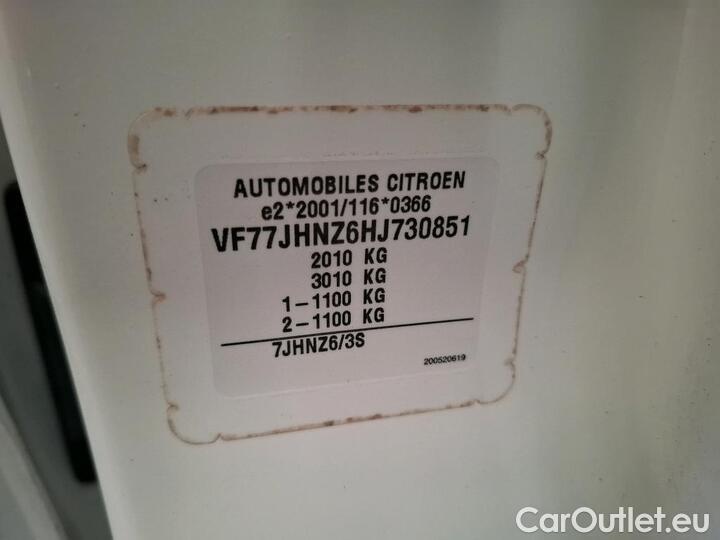 AUTOMOBILES CITROEN
e2*2001/116*0366
VF77JHNZ6HJ730851
2010 KG
3010 KG
1-1100 KG
2-1100 KG
7JHNZ6/3S
200520619
CarOutlet.eu